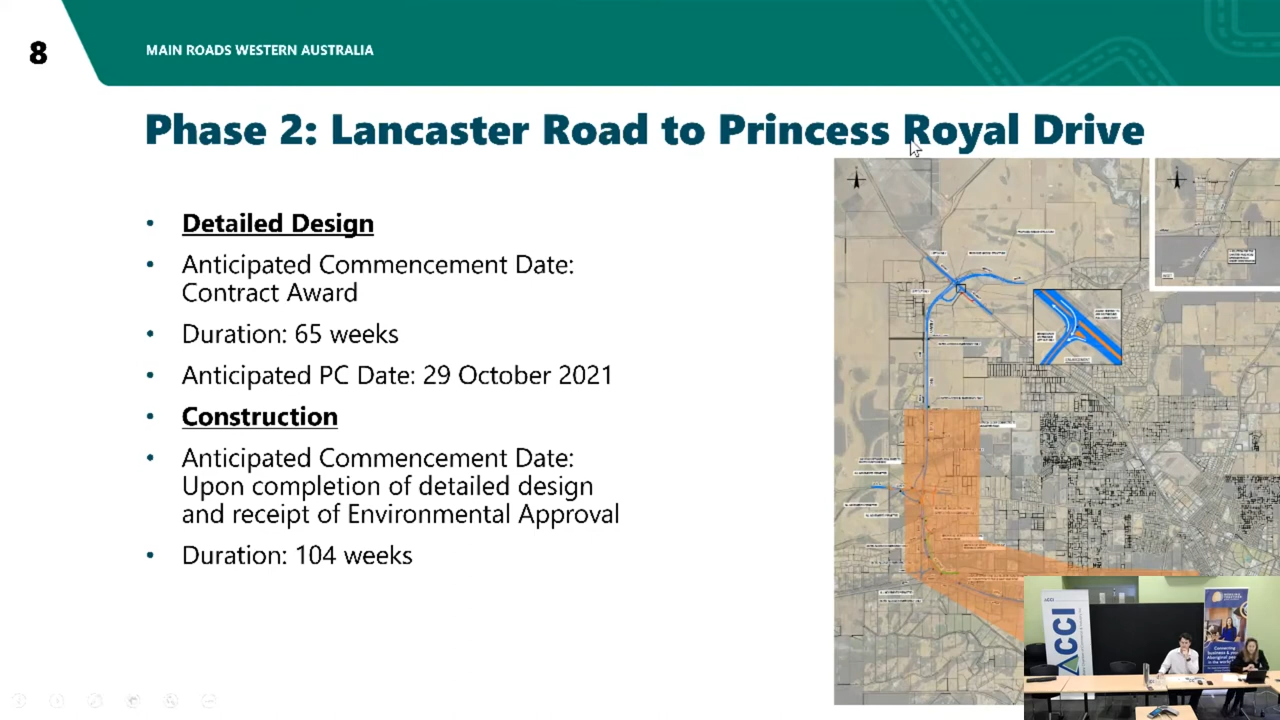 8
MAIN ROADS WESTERN AUSTRALIA
Phase 2: Lancaster Road to Princess Royal Drive
Detailed Design
Anticipated Commencement Date:
Contract Award
Duration: 65 weeks
Anticipated PC Date: 29 October 2021
Construction
Anticipated Commencement Date:
Upon completion of detailed design
and receipt of Environmental Approval
Duration: 104 weeks
ACCI
Connecting